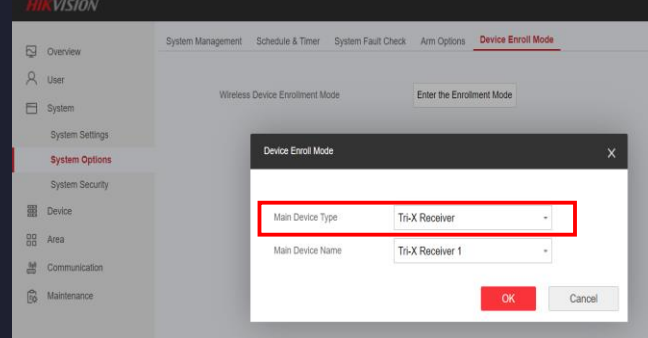 HIKVISION
System Management Schedule & Timer System Fault Check Arm Options Device Enroll Mode
Overview
User
Wireless Device Enrollment Mode Enter the Enrollment Mode
System
System Settings
System Options
System Security
Device
Area
Communication
Maintenance
Device Enroll Mode X
Main Device Type Tri-X Receiver
Main Device Name Tri-X Receiver 1
OK Cancel